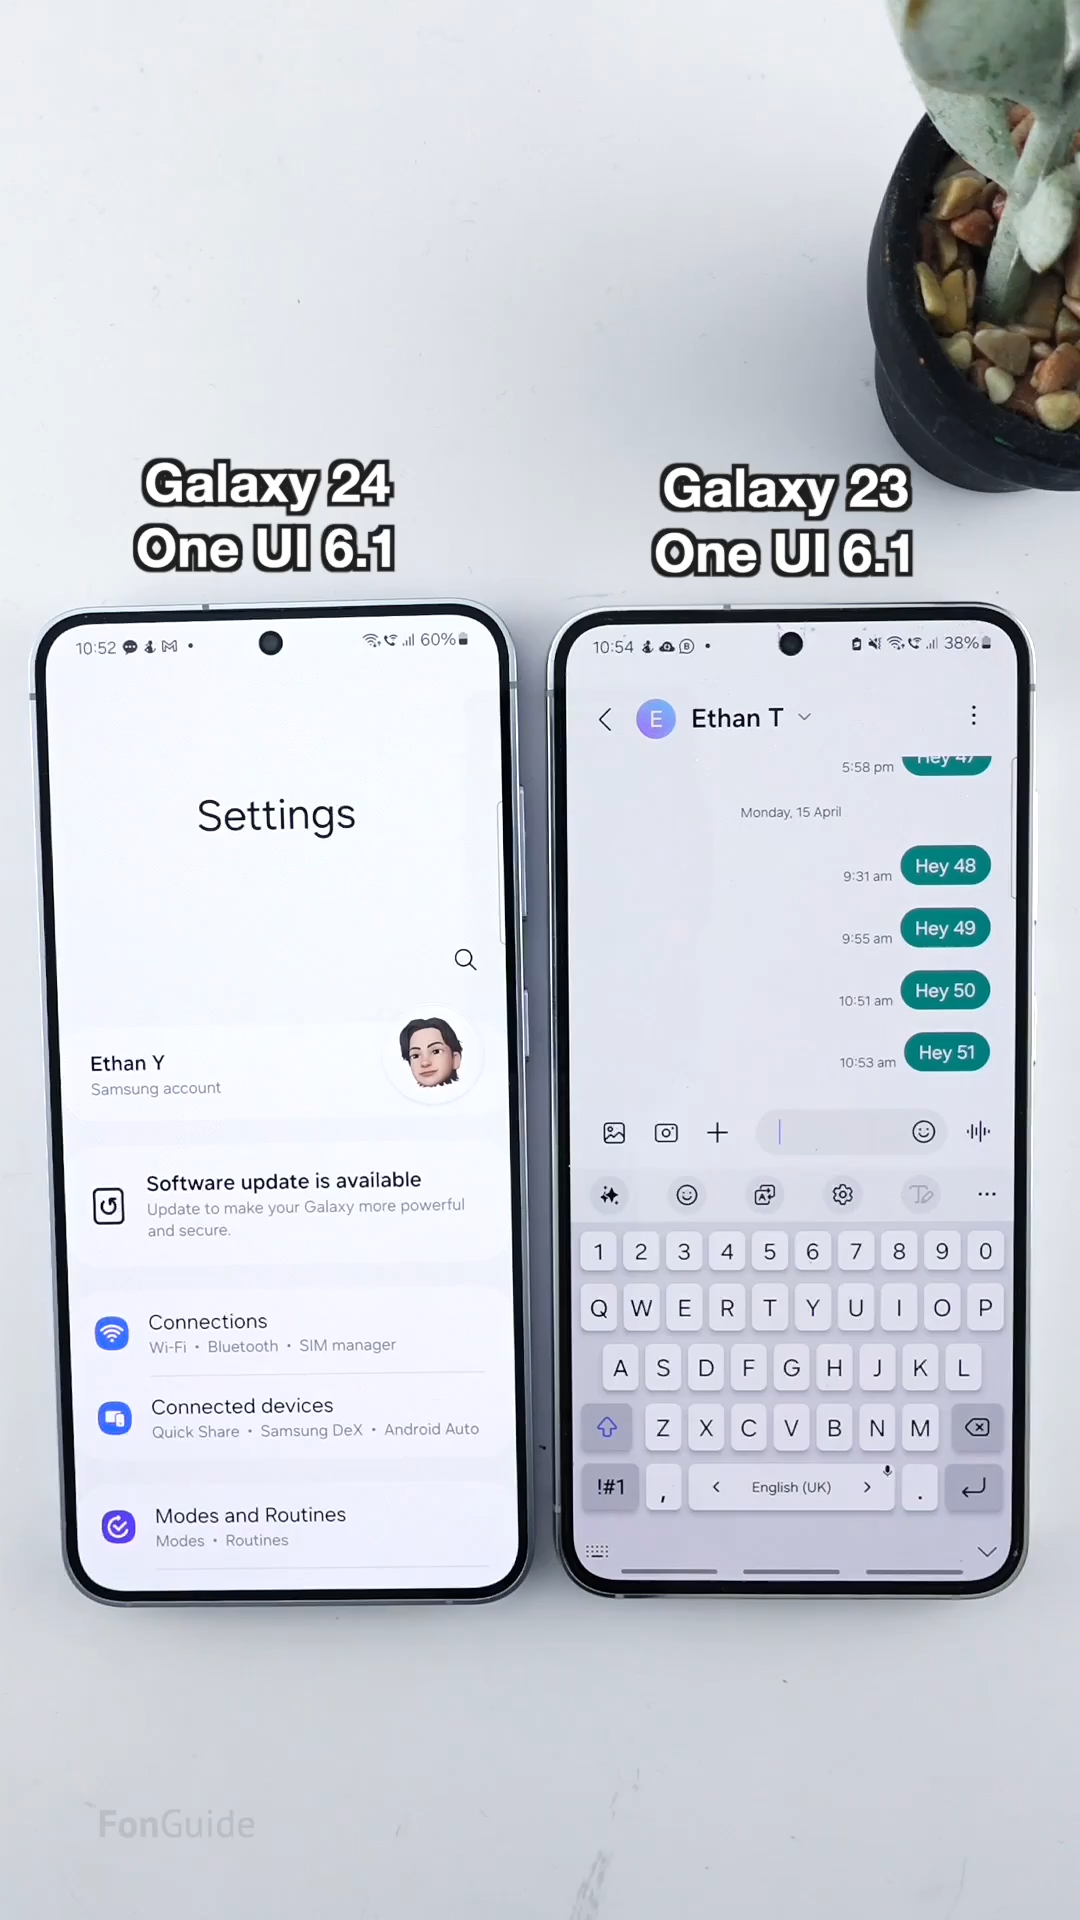 Galaxy 24
One UI 6.1
Galaxy 23
One UI 6.1
10:52
60%
Settings
Ethan Y
Samsung account
Software update is available
Update to make your Galaxy more powerful
and secure.
Connections
Wi-Fi • Bluetooth • SIM manager
Connected devices
Quick Share • Samsung DeX • Android Auto
Modes and Routines
Modes • Routines
10:54
38%
E Ethan T
5:58 pm Hey 47
Monday, 15 April
9:31 am Hey 48
9:55 am Hey 49
10:51 am Hey 50
10:53 am Hey 51
1 2 3 4 5 6 7 8 9 0
Q W E R T Y U I O P
A S D F G H J K L
Z X C V B N M
!#1 , < English (UK) > .
FonGuide